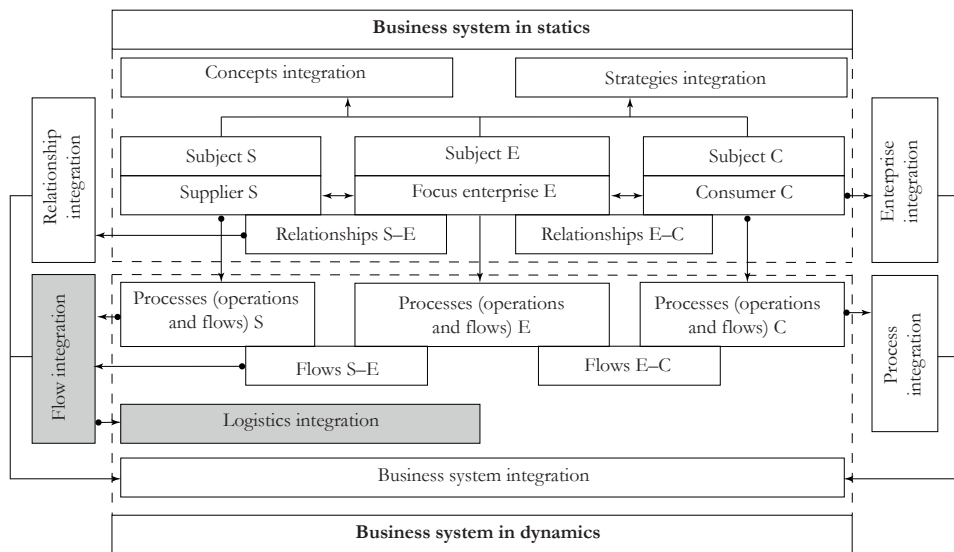 Business system in statics
Concepts integration
Strategies integration
Relationship
integration
Enterprise
integration
Subject S
Subject E
Subject C
Supplier S
Focus enterprise E
Consumer C
Relationships S–E
Relationships E–C
Flow integration
Process
integration
Processes (operations
and flows) S
Processes (operations
and flows) E
Processes (operations
and flows) C
Flows S–E
Flows E–C
Logistics integration
Business system integration
Business system in dynamics